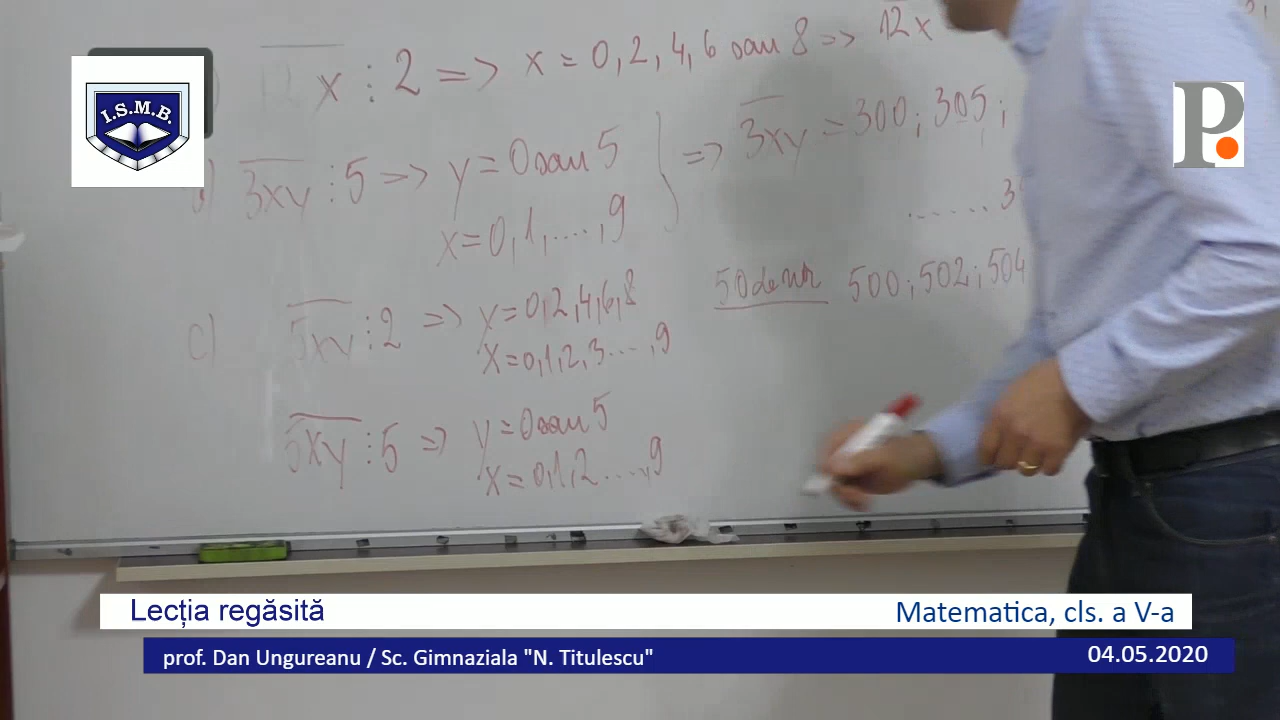 x ⋮ 2 => x = 0, 2, 4, 6 sau 8 => 12x
3xy ⋮ 5 => y = 0 sau 5
x = 0, 1, ...., 9
=> 3xy = 300; 305;
...... 3
c) 5xy ⋮ 2 => y = 0, 2, 4, 6, 8
x = 0, 1, 2, 3 ...., 9
50 de nr 500; 502; 504
5xy ⋮ 5 => y = 0 sau 5
x = 0, 1, 2 ...., 9
I.S.M.B.
P.
Lecția regăsită
Matematica, cls. a V-a
prof. Dan Ungureanu / Sc. Gimnaziala "N. Titulescu"
04.05.2020